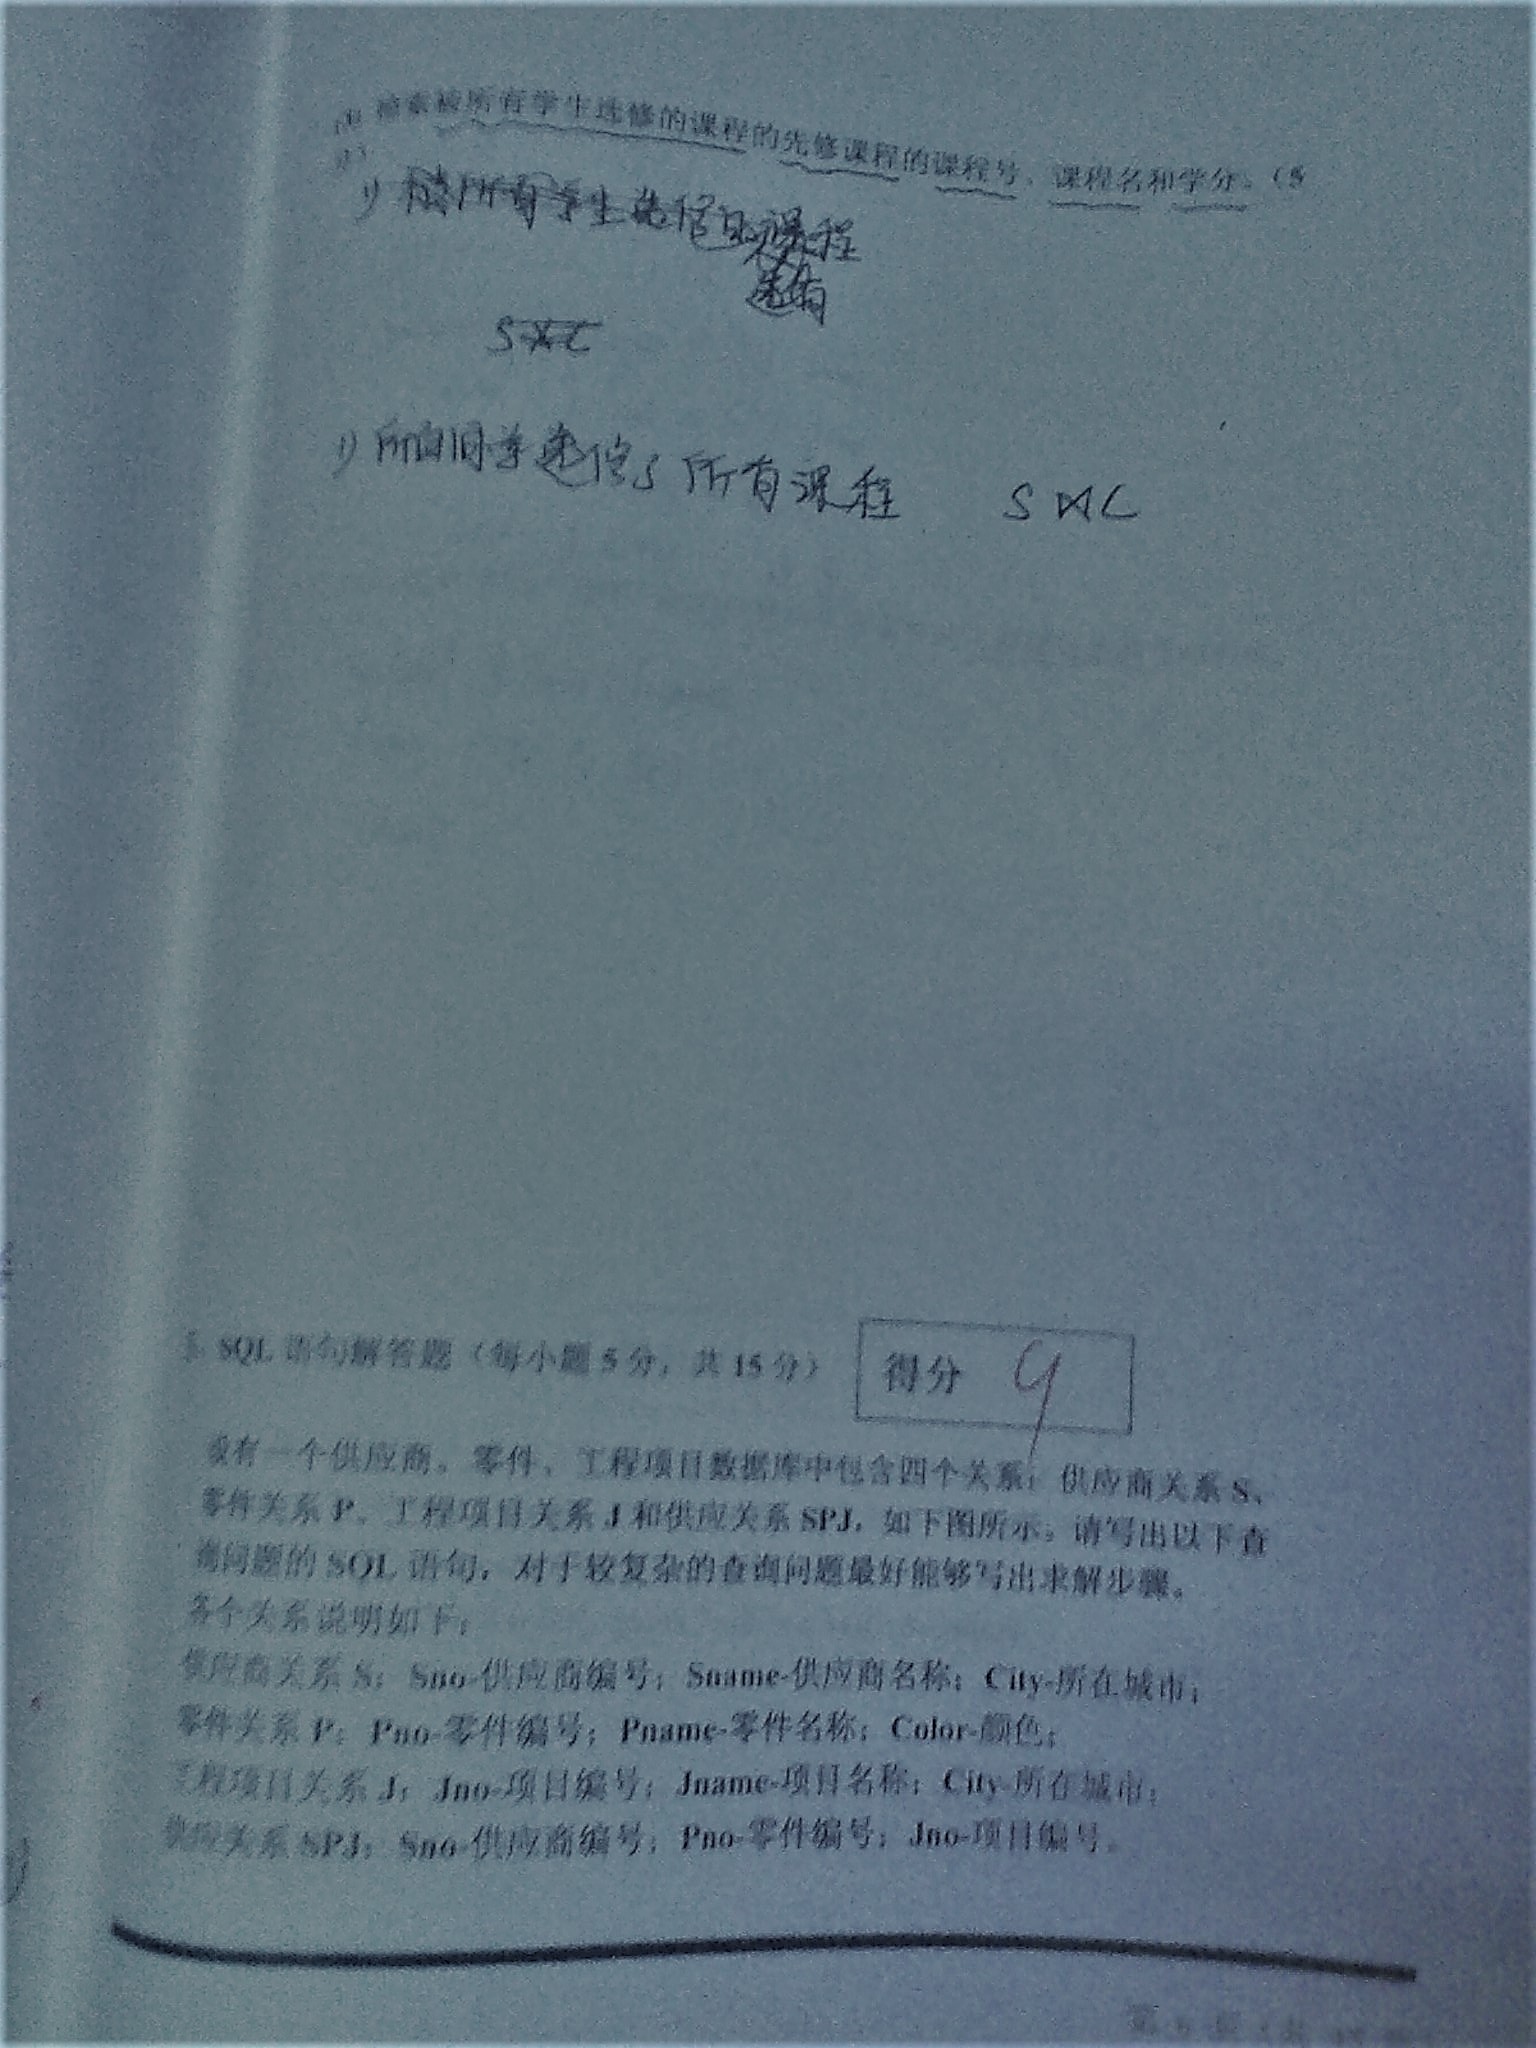 检索被所有学生选修的课程的先修课程的课程号、课程名和学分。(5
1) 被所有学生选修的课程
S⋈C
1) 所有同学选修了所有课程 S⋈C
5. SQL 语句解答题（每小题 5 分，共 15 分） 得分 9
设有一个供应商、零件、工程项目数据库中包含四个关系：供应商关系 S、
零件关系 P、工程项目关系 J 和供应关系 SPJ，如下图所示；请写出以下查
询问题的 SQL 语句，对于较复杂的查询问题最好能够写出求解步骤。
各个关系说明如下：
供应商关系 S：Sno-供应商编号；Sname-供应商名称；City-所在城市；
零件关系 P：Pno-零件编号；Pname-零件名称；Color-颜色；
工程项目关系 J：Jno-项目编号；Jname-项目名称；City-所在城市；
供应关系 SPJ：Sno-供应商编号；Pno-零件编号；Jno-项目编号。